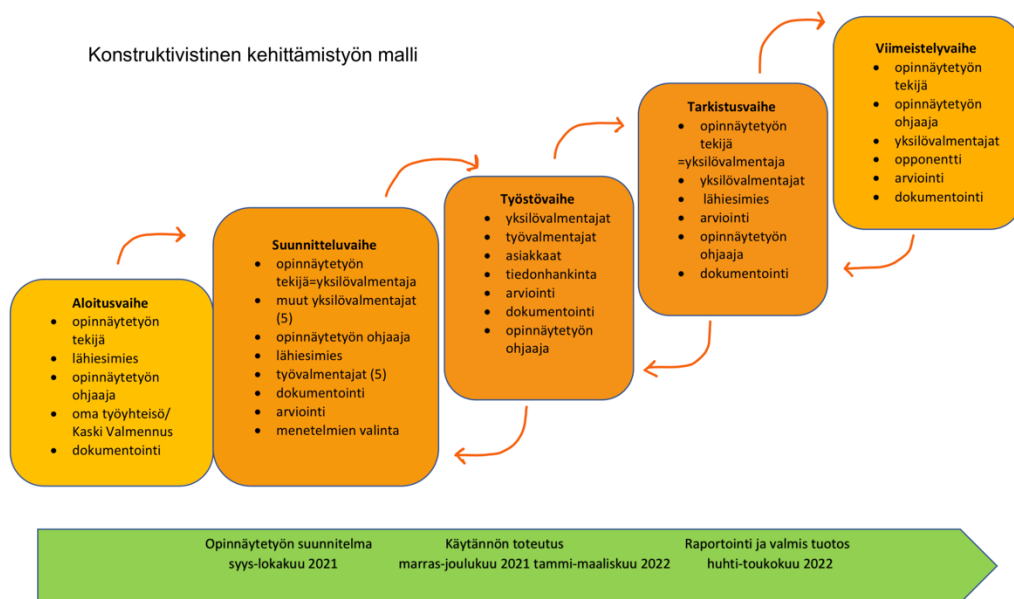 Konstruktivistinen kehittämistyön malli
Aloitusvaihe
• opinnäytetyön
tekijä
• lähiesimies
• opinnäytetyön
ohjaaja
• oma työyhteisö/
Kaski Valmennus
• dokumentointi
Suunnitteluvaihe
• opinnäytetyön
tekijä=yksilövalmentaja
• muut yksilövalmentajat
(5)
• opinnäytetyön ohjaaja
• lähiesimies
• työvalmentajat (5)
• dokumentointi
• arviointi
• menetelmien valinta
Työstövaihe
• yksilövalmentajat
• työvalmentajat
• asiakkaat
• tiedonhankinta
• arviointi
• dokumentointi
• opinnäytetyön
ohjaaja
Tarkistusvaihe
• opinnäytetyön
tekijä
=yksilövalmentaja
• yksilövalmentajat
• lähiesimies
• arviointi
• opinnäytetyön
ohjaaja
• dokumentointi
Viimeistelyvaihe
• opinnäytetyön
tekijä
• opinnäytetyön
ohjaaja
• yksilövalmentajat
• opponentti
• arviointi
• dokumentointi
Opinnäytetyön suunnitelma
syys-lokakuu 2021
Käytännön toteutus
marras-joulukuu 2021 tammi-maaliskuu 2022
Raportointi ja valmis tuotos
huhti-toukokuu 2022